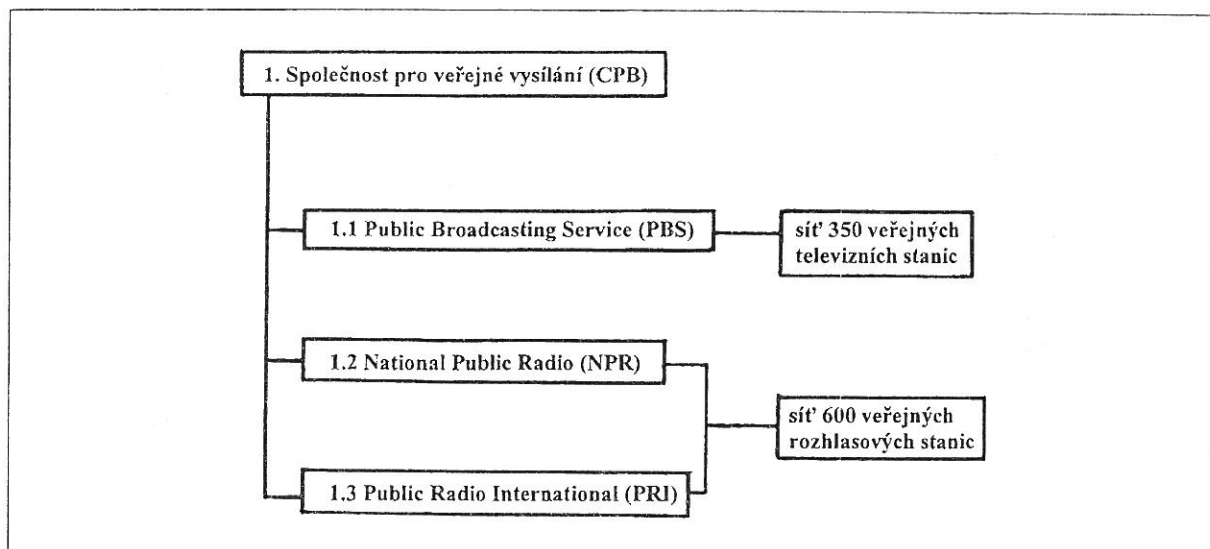 1. Společnost pro veřejné vysílání (CPB)
1.1 Public Broadcasting Service (PBS)
síť 350 veřejných
televizních stanic
1.2 National Public Radio (NPR)
síť 600 veřejných
rozhlasových stanic
1.3 Public Radio International (PRI)